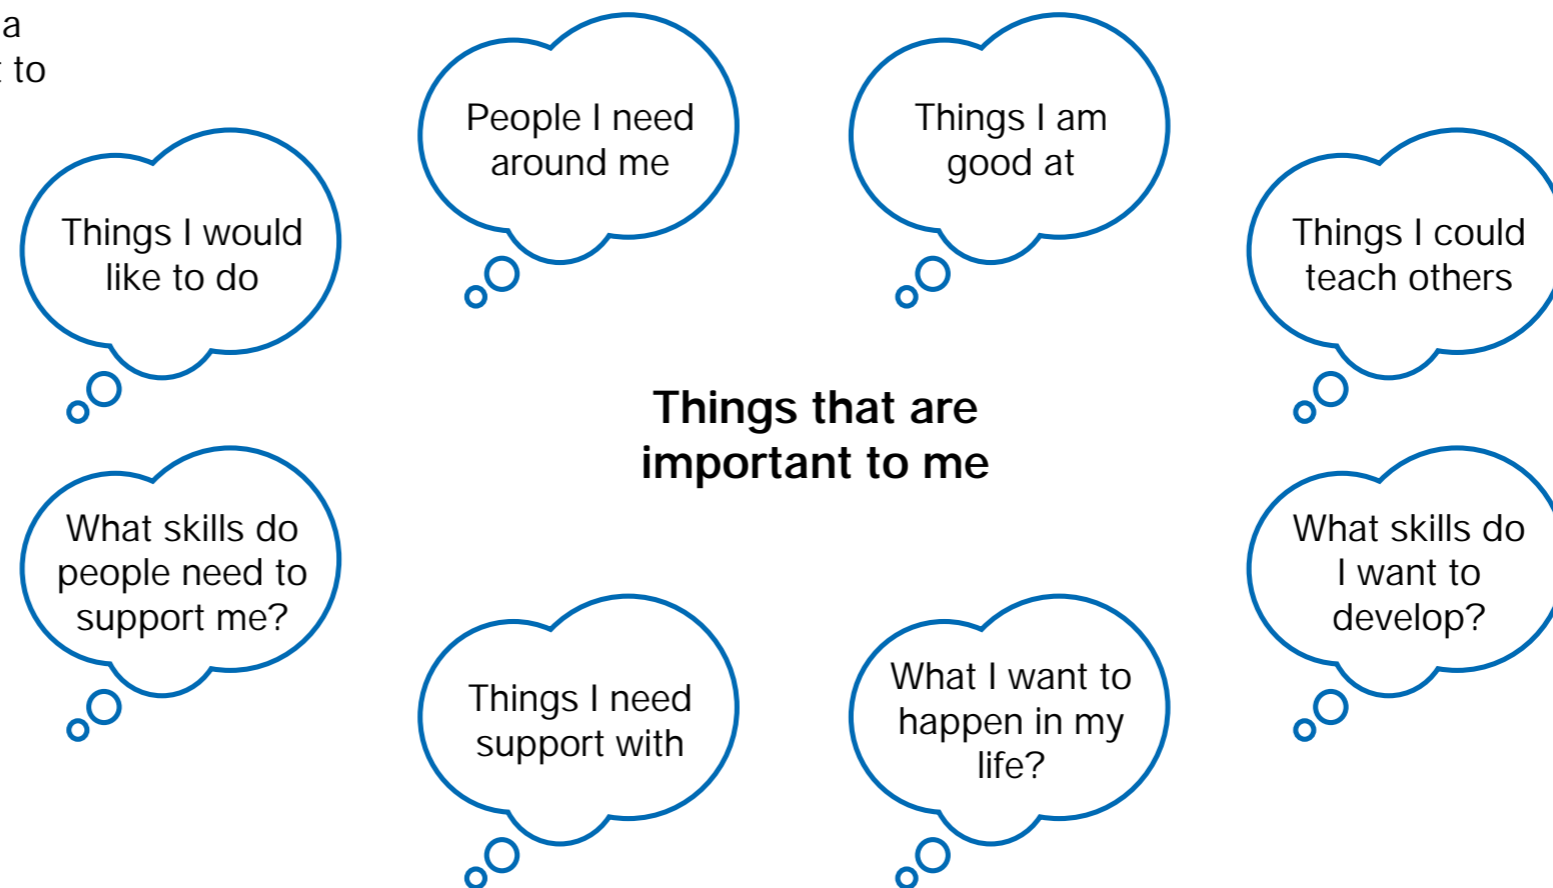 a
to
People I need
around me
Things I am
good at
Things I would
like to do
Things I could
teach others
Things that are
important to me
What skills do
people need to
support me?
What skills do
I want to
develop?
Things I need
support with
What I want to
happen in my
life?